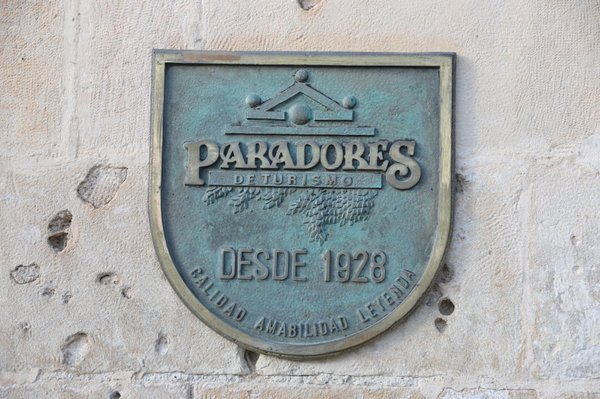 PARADORES
DE TURISMO
DESDE 1928
CALIDAD AMABILIDAD LEYENDA